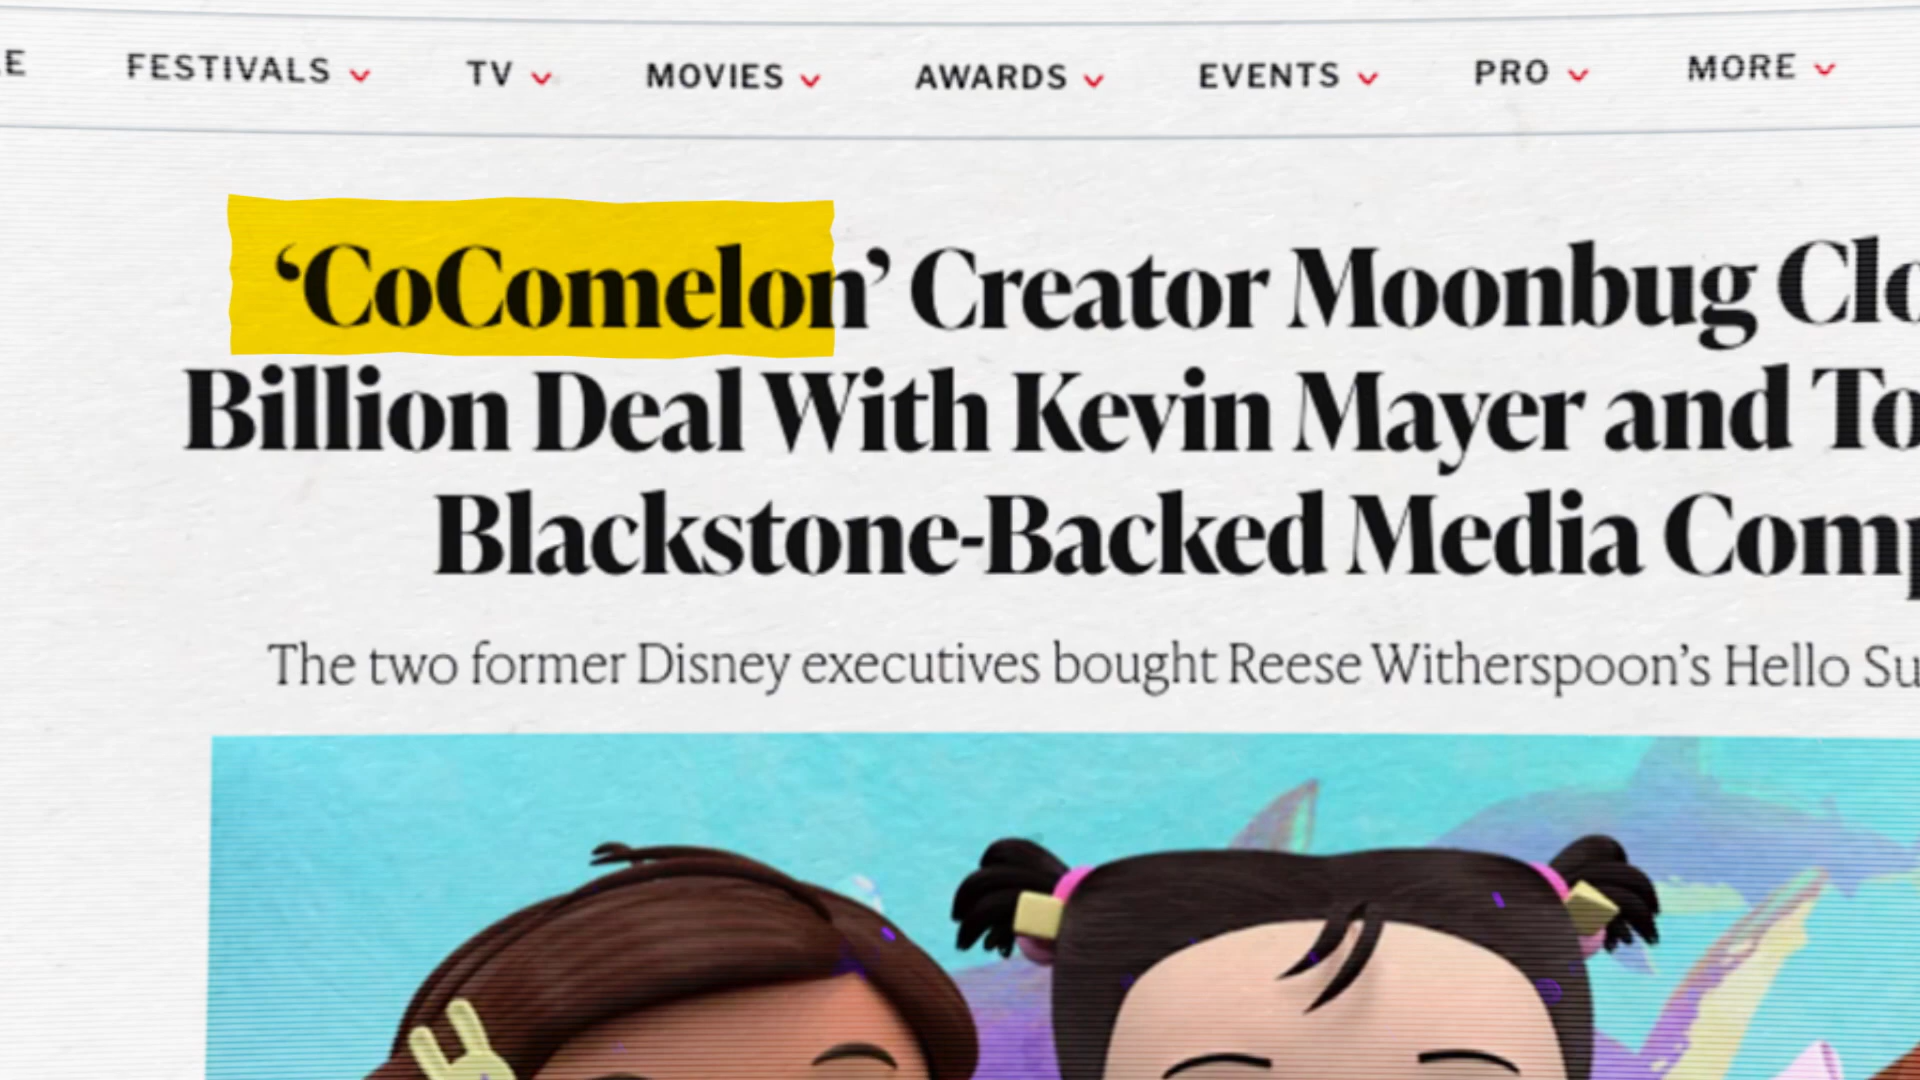 FESTIVALS TV MOVIES AWARDS EVENTS PRO MORE
‘CoComelon’ Creator Moonbug
Billion Deal With Kevin Mayer and
Blackstone-Backed Media
The two former Disney executives bought Reese Witherspoon’s Hello